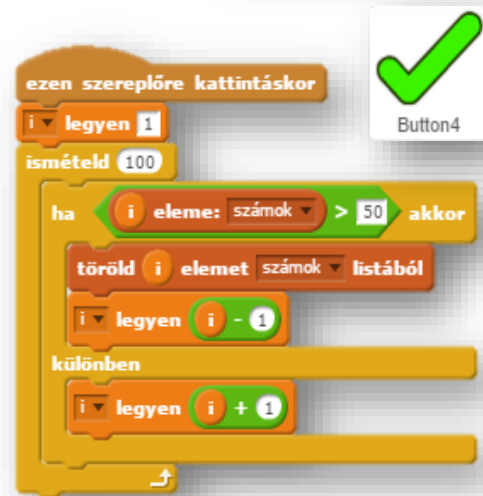 ezen szereplőre kattintáskor
Button4
i legyen 1
ismételd 100
ha i eleme: számok > 50 akkor
töröld i elemet számok listából
i legyen i - 1
különben
i legyen i + 1